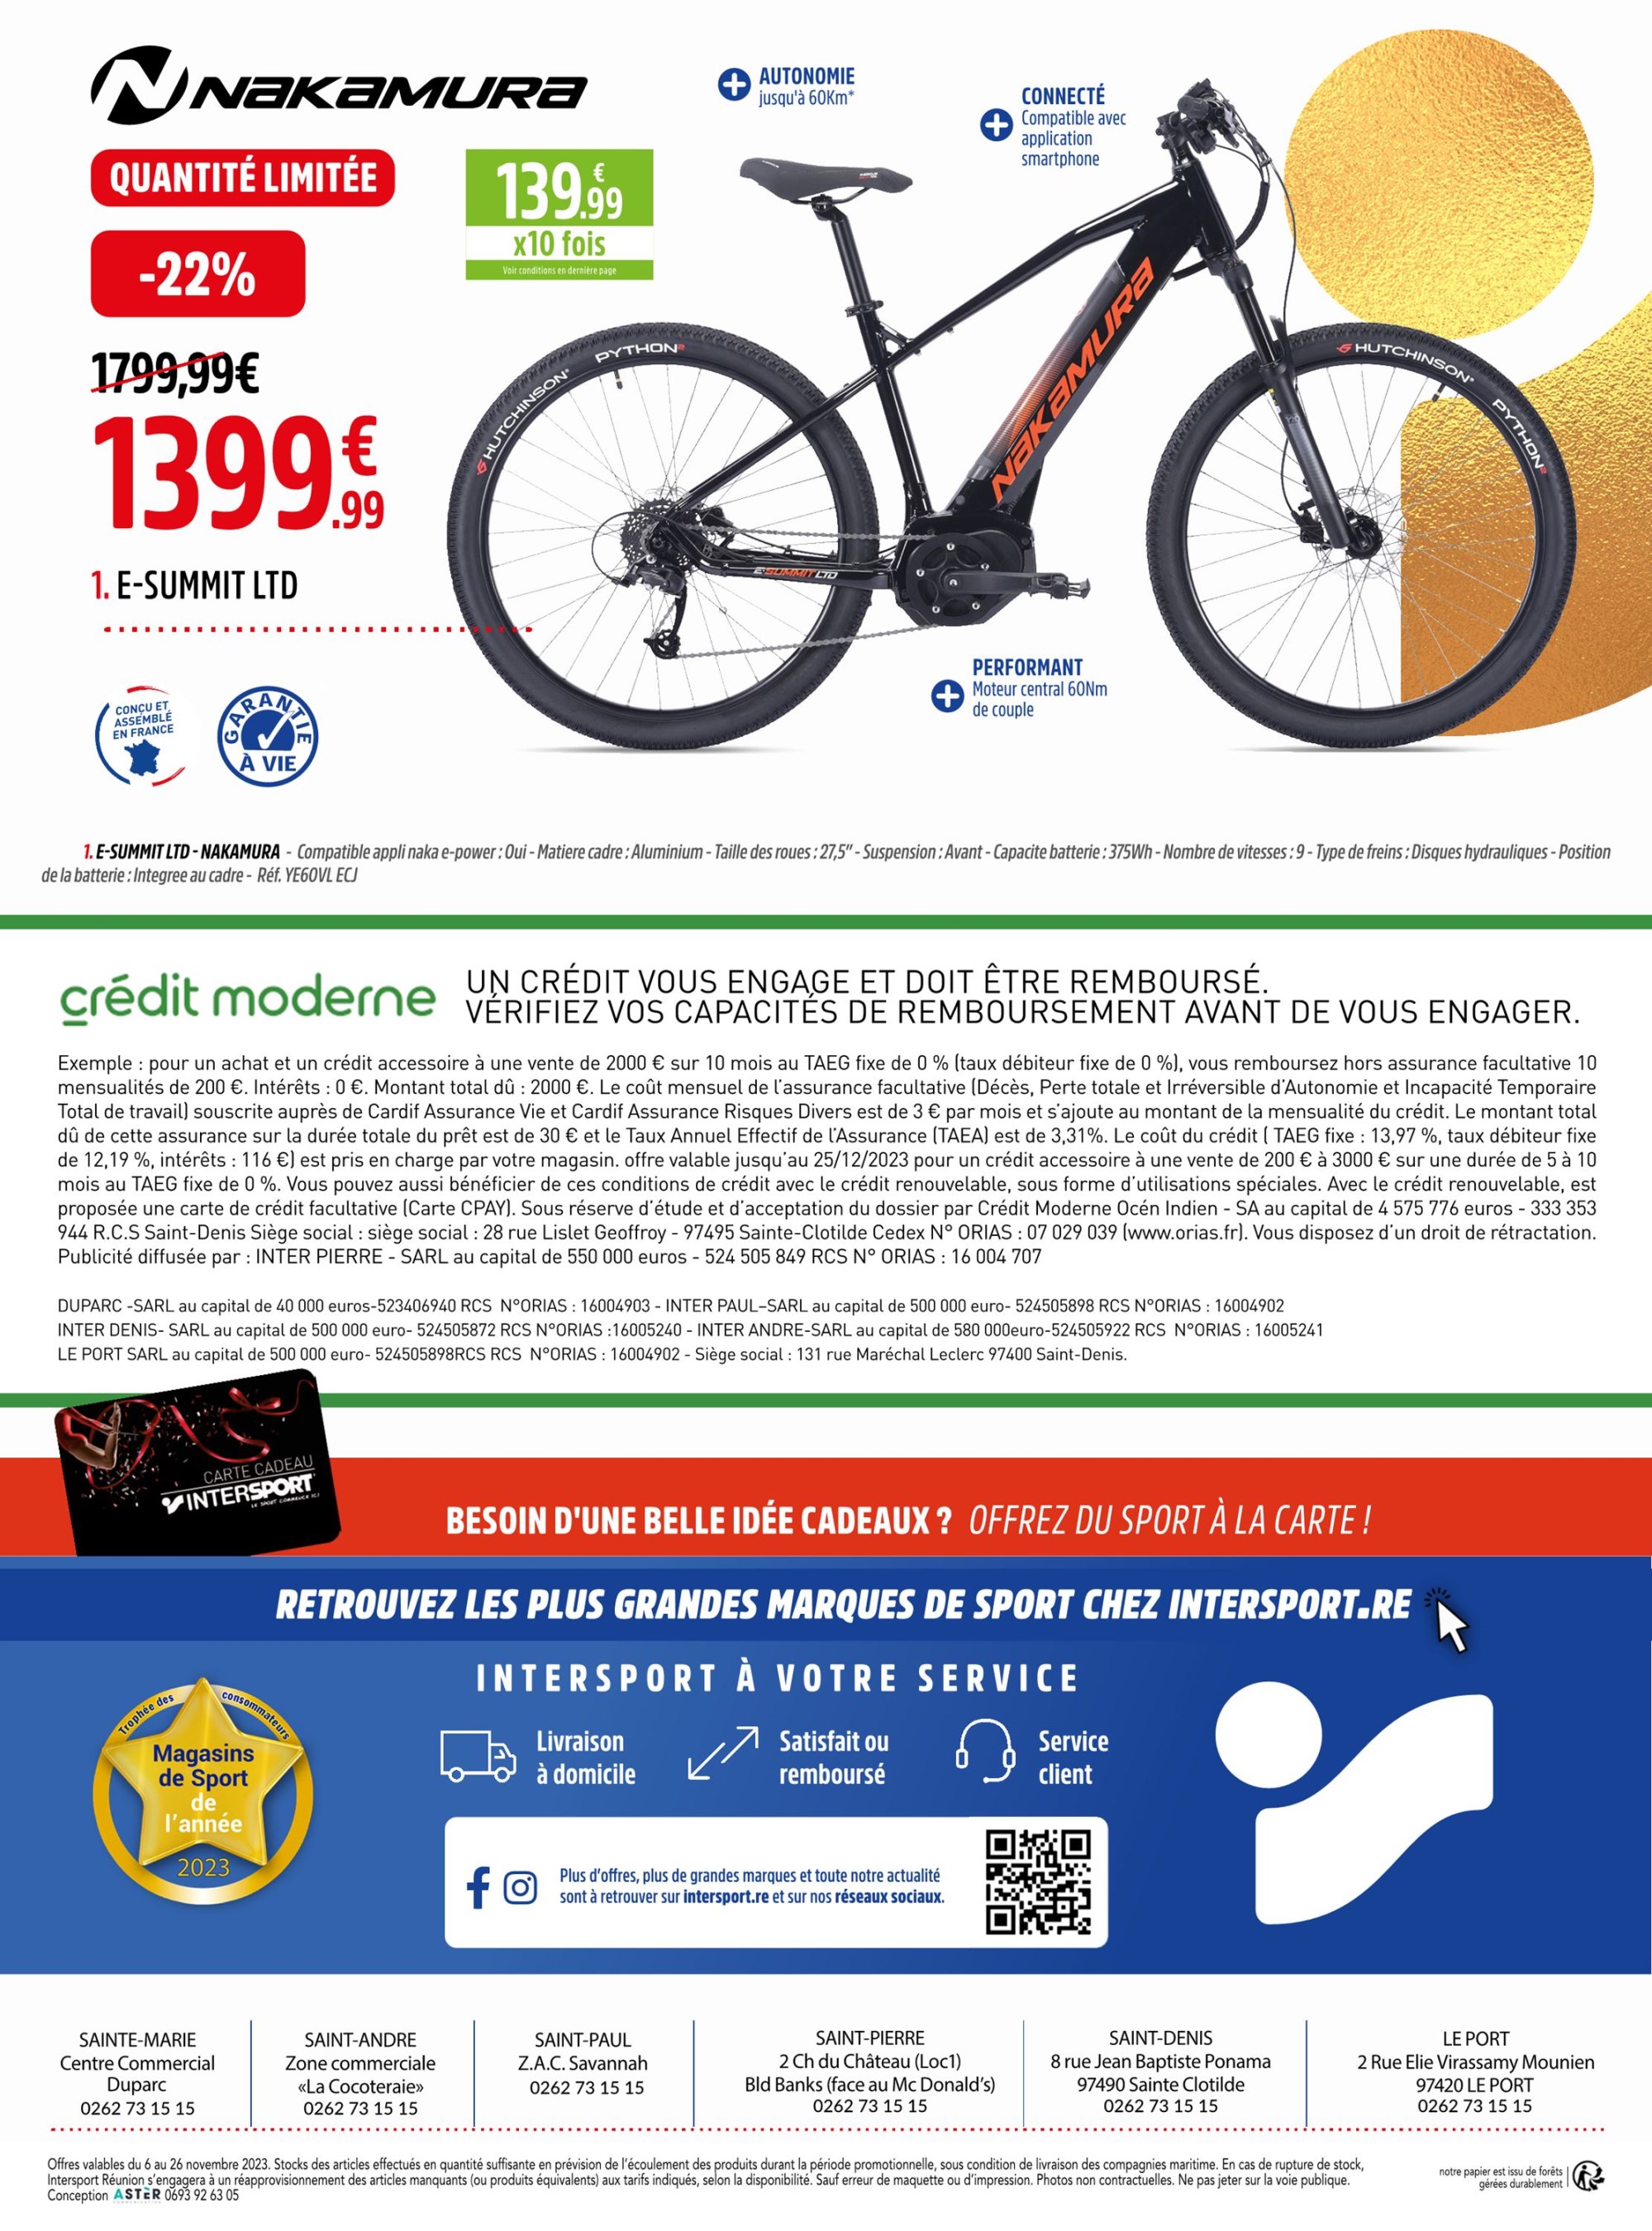 NAKAMURA
AUTONOMIE
jusqu'à 60Km*
CONNECTÉ
Compatible avec
application
smartphone
QUANTITÉ LIMITÉE
139€.99
x10 fois
Voir conditions en dernière page
-22%
1799,99€
1399€.99
1. E-SUMMIT LTD
HUTCHINSON® PYTHON²
NAKAMURA
HUTCHINSON® PYTHON²
E-SUMMIT LTD
PERFORMANT
Moteur central 60Nm
de couple
CONÇU ET
ASSEMBLÉ
EN FRANCE
GARANTIE
À VIE
1. E-SUMMIT LTD - NAKAMURA - Compatible appli naka e-power : Oui - Matiere cadre : Aluminium - Taille des roues : 27,5” - Suspension : Avant - Capacite batterie : 375Wh - Nombre de vitesses : 9 - Type de freins : Disques hydrauliques - Position
de la batterie : Integree au cadre - Réf. YE60VL ECJ
crédit moderne
UN CRÉDIT VOUS ENGAGE ET DOIT ÊTRE REMBOURSÉ.
VÉRIFIEZ VOS CAPACITÉS DE REMBOURSEMENT AVANT DE VOUS ENGAGER.
Exemple : pour un achat et un crédit accessoire à une vente de 2000 € sur 10 mois au TAEG fixe de 0 % (taux débiteur fixe de 0 %), vous remboursez hors assurance facultative 10
mensualités de 200 €. Intérêts : 0 €. Montant total dû : 2000 €. Le coût mensuel de l’assurance facultative (Décès, Perte totale et Irréversible d’Autonomie et Incapacité Temporaire
Total de travail) souscrite auprès de Cardif Assurance Vie et Cardif Assurance Risques Divers est de 3 € par mois et s’ajoute au montant de la mensualité du crédit. Le montant total
dû de cette assurance sur la durée totale du prêt est de 30 € et le Taux Annuel Effectif de l’Assurance (TAEA) est de 3,31%. Le coût du crédit ( TAEG fixe : 13,97 %, taux débiteur fixe
de 12,19 %, intérêts : 116 €) est pris en charge par votre magasin. offre valable jusqu’au 25/12/2023 pour un crédit accessoire à une vente de 200 € à 3000 € sur une durée de 5 à 10
mois au TAEG fixe de 0 %. Vous pouvez aussi bénéficier de ces conditions de crédit avec le crédit renouvelable, sous forme d’utilisations spéciales. Avec le crédit renouvelable, est
proposée une carte de crédit facultative (Carte CPAY). Sous réserve d’étude et d’acceptation du dossier par Crédit Moderne Océn Indien - SA au capital de 4 575 776 euros - 333 353
944 R.C.S Saint-Denis Siège social : siège social : 28 rue Lislet Geoffroy - 97495 Sainte-Clotilde Cedex N° ORIAS : 07 029 039 (www.orias.fr). Vous disposez d’un droit de rétractation.
Publicité diffusée par : INTER PIERRE - SARL au capital de 550 000 euros - 524 505 849 RCS N° ORIAS : 16 004 707
DUPARC -SARL au capital de 40 000 euros-523406940 RCS N°ORIAS : 16004903 - INTER PAUL–SARL au capital de 500 000 euro- 524505898 RCS N°ORIAS : 16004902
INTER DENIS- SARL au capital de 500 000 euro- 524505872 RCS N°ORIAS :16005240 - INTER ANDRE-SARL au capital de 580 000euro-524505922 RCS N°ORIAS : 16005241
LE PORT SARL au capital de 500 000 euro- 524505898RCS RCS N°ORIAS : 16004902 - Siège social : 131 rue Maréchal Leclerc 97400 Saint-Denis.
CARTE CADEAU
INTERSPORT
LE SPORT COMMENCE ICI
BESOIN D'UNE BELLE IDÉE CADEAUX ? OFFREZ DU SPORT À LA CARTE !
RETROUVEZ LES PLUS GRANDES MARQUES DE SPORT CHEZ INTERSPORT.RE
INTERSPORT À VOTRE SERVICE
Trophée des consommateurs
Magasins
de Sport
de
l’année
2023
Livraison
à domicile
Satisfait ou
remboursé
Service
client
Plus d’offres, plus de grandes marques et toute notre actualité
sont à retrouver sur intersport.re et sur nos réseaux sociaux.
SAINTE-MARIE
Centre Commercial
Duparc
0262 73 15 15
SAINT-ANDRE
Zone commerciale
«La Cocoteraie»
0262 73 15 15
SAINT-PAUL
Z.A.C. Savannah
0262 73 15 15
SAINT-PIERRE
2 Ch du Château (Loc1)
Bld Banks (face au Mc Donald’s)
0262 73 15 15
SAINT-DENIS
8 rue Jean Baptiste Ponama
97490 Sainte Clotilde
0262 73 15 15
LE PORT
2 Rue Elie Virassamy Mounien
97420 LE PORT
0262 73 15 15
Offres valables du 6 au 26 novembre 2023. Stocks des articles effectués en quantité suffisante en prévision de l’écoulement des produits durant la période promotionnelle, sous condition de livraison des compagnies maritime. En cas de rupture de stock,
Intersport Réunion s’engagera à un réapprovisionnement des articles manquants (ou produits équivalents) aux tarifs indiqués, selon la disponibilité. Sauf erreur de maquette ou d’impression. Photos non contractuelles. Ne pas jeter sur la voie publique.
Conception ASTÈR 0693 92 63 05
notre papier est issu de forêts
gérées durablement